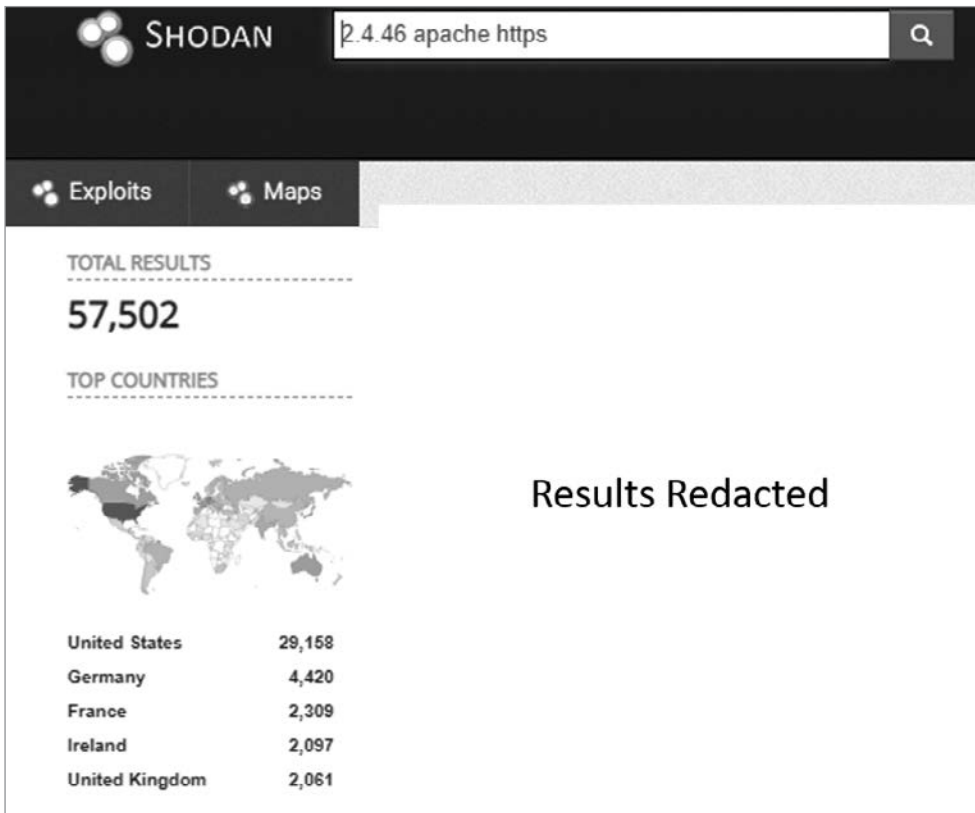 SHODAN
2.4.46 apache https
Exploits Maps
TOTAL RESULTS
57,502
TOP COUNTRIES
Results Redacted
United States 29,158
Germany 4,420
France 2,309
Ireland 2,097
United Kingdom 2,061